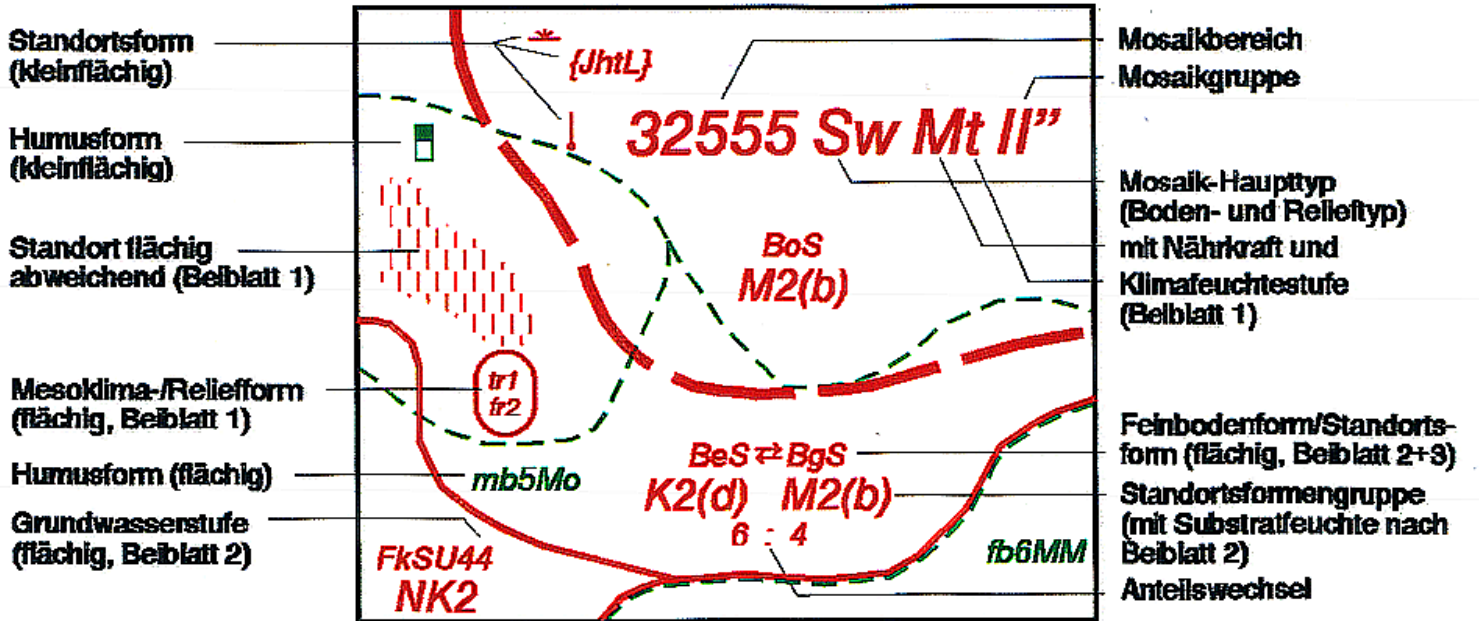 Standortsform
(kleinflächig)
Humusform
(kleinflächig)
Standort flächig
abweichend (Beiblatt 1)
Mesoklima-/Reliefform
(flächig, Beiblatt 1)
Humusform (flächig)
Grundwasserstufe
(flächig, Beiblatt 2)
{JhtL}
32555 Sw Mt II”
BoS
M2(b)
tr1
fr2
mb5Mo
BeS ⇄ BgS
K2(d) M2(b)
6 : 4
FkSU44
NK2
fb6MM
Mosaikbereich
Mosaikgruppe
Mosaik-Haupttyp
(Boden- und Relieftyp)
mit Nährkraft und
Klimafeuchtestufe
(Beiblatt 1)
Feinbodenform/Standorts-
form (flächig, Beiblatt 2+3)
Standortsformengruppe
(mit Substratfeuchte nach
Beiblatt 2)
Anteilswechsel